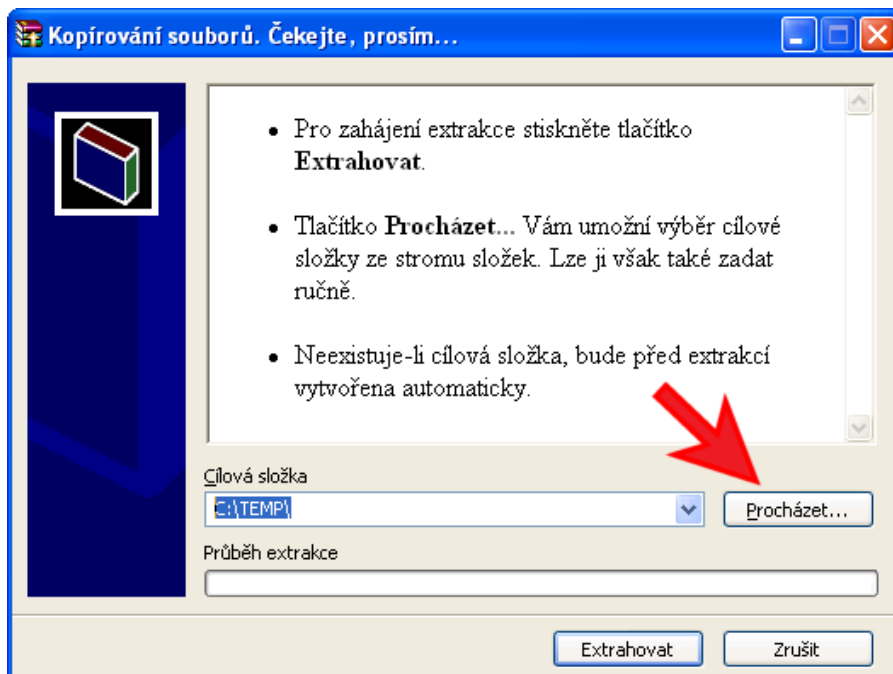 Kopírování souborů. Čekejte, prosím...
• Pro zahájení extrakce stiskněte tlačítko
Extrahovat.
• Tlačítko Procházet... Vám umožní výběr cílové
složky ze stromu složek. Lze ji však také zadat
ručně.
• Neexistuje-li cílová složka, bude před extrakcí
vytvořena automaticky.
Cílová složka
C:\TEMP\
Procházet...
Průběh extrakce
Extrahovat
Zrušit